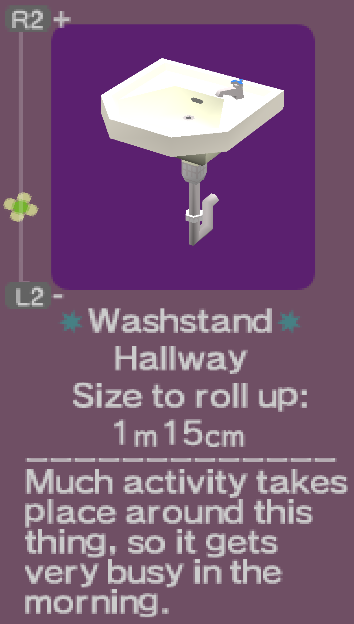 R2 +
L2 -
Washstand
Hallway
Size to roll up:
1m15cm
Much activity takes
place around this
thing, so it gets
very busy in the
morning.